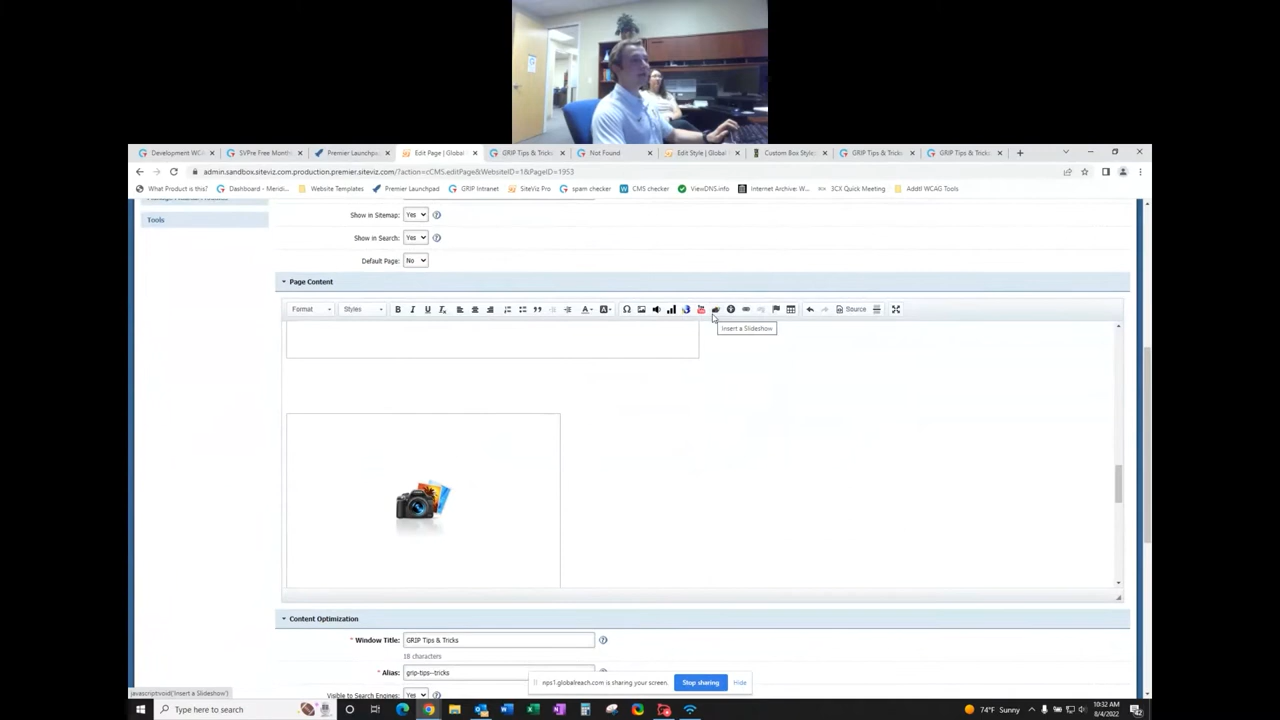 Development WC
SVPre Free Month
Premier Launchpa
Edit Page | Global
GRIP Tips & Tricks
Not Found
Edit Style | Global
Custom Box Style
GRIP Tips & Tricks
GRIP Tips & Tricks
admin.sandbox.siteviz.com.production.premier.siteviz.com/?action=cCMS.editPage&WebsiteID=1&PageID=1953
What Product is this?
Dashboard - Mendi...
Website Templates
Premier Launchpad
GRIP Intranet
SiteViz Pro
spam checker
CMS checker
ViewDNS.info
Internet Archive: W...
3CX Quick Meeting
Addtl WCAG Tools
Tools
Show in Sitemap: Yes
Show in Search: Yes
Default Page: No
Page Content
Format Styles B I U Source
Insert a Slideshow
Content Optimization
* Window Title: GRIP Tips & Tricks
18 characters
* Alias: grip-tips--tricks
nps1.globalreach.com is sharing your screen. Stop sharing Hide
javascript:void('Insert a Slideshow')
Visible to Search Engines: Yes
Type here to search
74°F Sunny
10:32 AM
8/4/2022